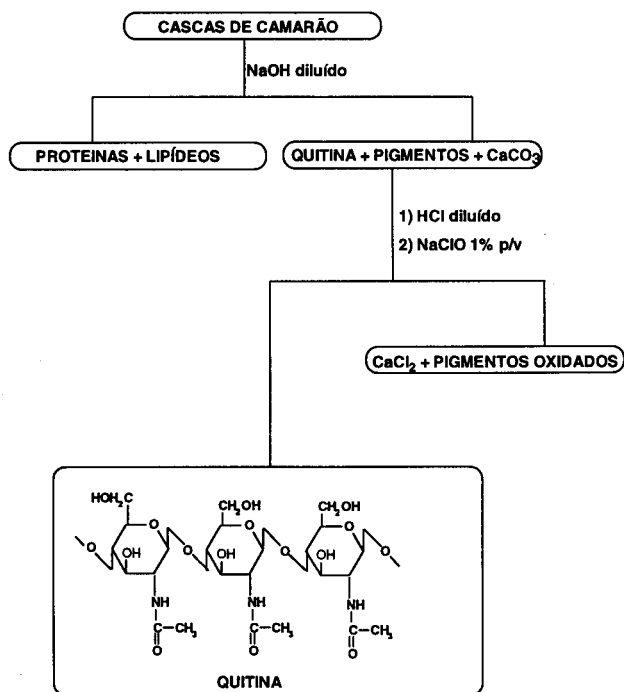 CASCAS DE CAMARÃO
NaOH diluído
PROTEINAS + LIPÍDEOS
QUITINA + PIGMENTOS + CaCO3
1) HCl diluído
2) NaClO 1% p/v
CaCl2 + PIGMENTOS OXIDADOS
HOH2C
CH2OH
CH2OH
O
O
O
O
O
O
O
OH
OH
OH
NH
NH
NH
C
CH3
C
CH3
C
CH3
O
O
O
QUITINA